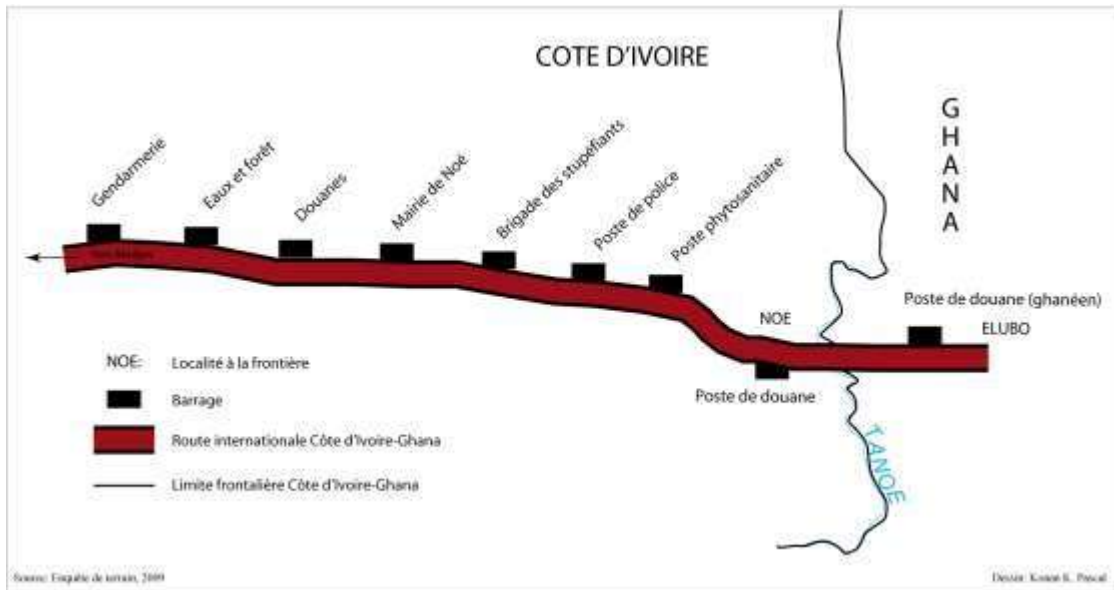 COTE D'IVOIRE
GHANA
Gendarmerie
Eaux et forêt
Douanes
Mairie de Noé
Brigade des stupéfiants
Poste de police
Poste phytosanitaire
NOE
Poste de douane (ghanéen)
ELUBO
Poste de douane
TANOE
NOE: Localité à la frontière
Barrage
Route internationale Côte d'Ivoire-Ghana
Limite frontalière Côte d'Ivoire-Ghana
Source: Enquête de terrain, 2009
Dessin: Konan K. Pascal